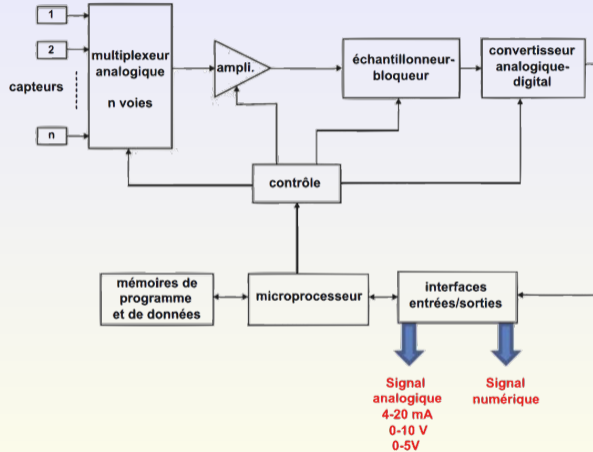 1
2
capteurs
n
multiplexeur
analogique
n voies
ampli.
échantillonneur-
bloqueur
convertisseur
analogique-
digital
contrôle
mémoires de
programme
et de données
microprocesseur
interfaces
entrées/sorties
Signal
analogique
4-20 mA
0-10 V
0-5V
Signal
numérique